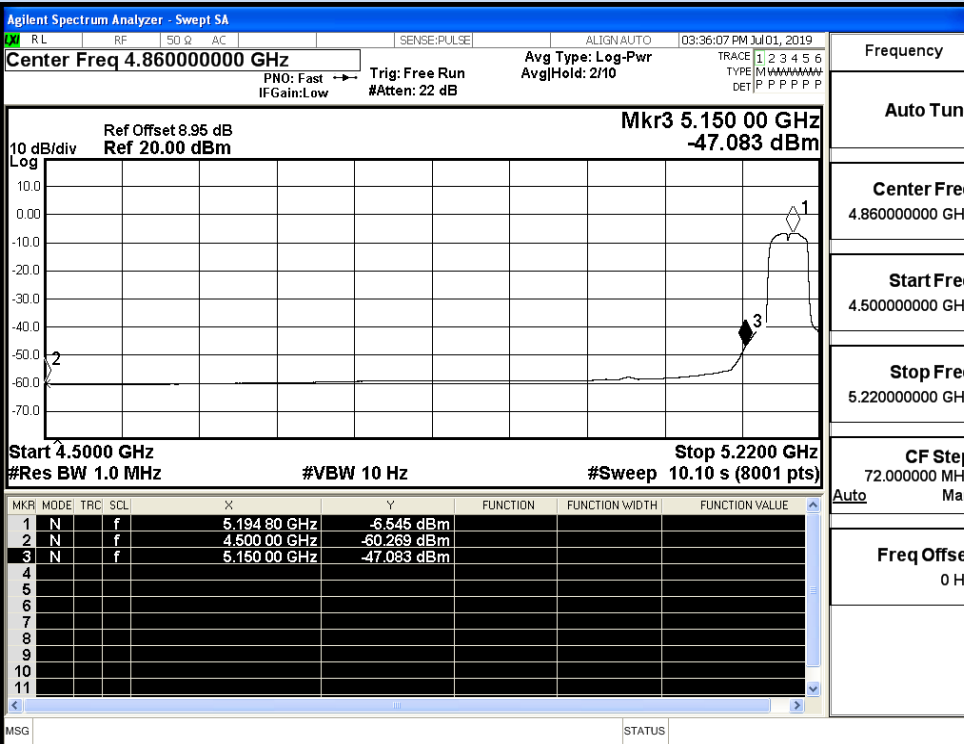 Agilent Spectrum Analyzer - Swept SA
LXI RL RF 50 Ω AC SENSE:PULSE ALIGNAUTO 03:36:07 PM Jul 01, 2019
Center Freq 4.860000000 GHz
PNO: Fast
IFGain:Low
Trig: Free Run
#Atten: 22 dB
Avg Type: Log-Pwr
Avg|Hold: 2/10
TRACE 1 2 3 4 5 6
TYPE M WWWWW
DET P P P P P P
Mkr3 5.150 00 GHz
-47.083 dBm
10 dB/div
Log
Ref Offset 8.95 dB
Ref 20.00 dBm
10.0
0.00
-10.0
-20.0
-30.0
-40.0
-50.0
-60.0
-70.0
1
2
3
Start 4.5000 GHz Stop 5.2200 GHz
#Res BW 1.0 MHz #VBW 10 Hz #Sweep 10.10 s (8001 pts)
MKR MODE TRC SCL X Y FUNCTION FUNCTION WIDTH FUNCTION VALUE
1 N f 5.194 80 GHz -6.545 dBm
2 N f 4.500 00 GHz -60.269 dBm
3 N f 5.150 00 GHz -47.083 dBm
4
5
6
7
8
9
10
11
MSG STATUS
Frequency
Auto Tun
Center Fre
4.860000000 GH
Start Fre
4.500000000 GH
Stop Fre
5.220000000 GH
CF Step
72.000000 MH
Auto Ma
Freq Offse
0 H